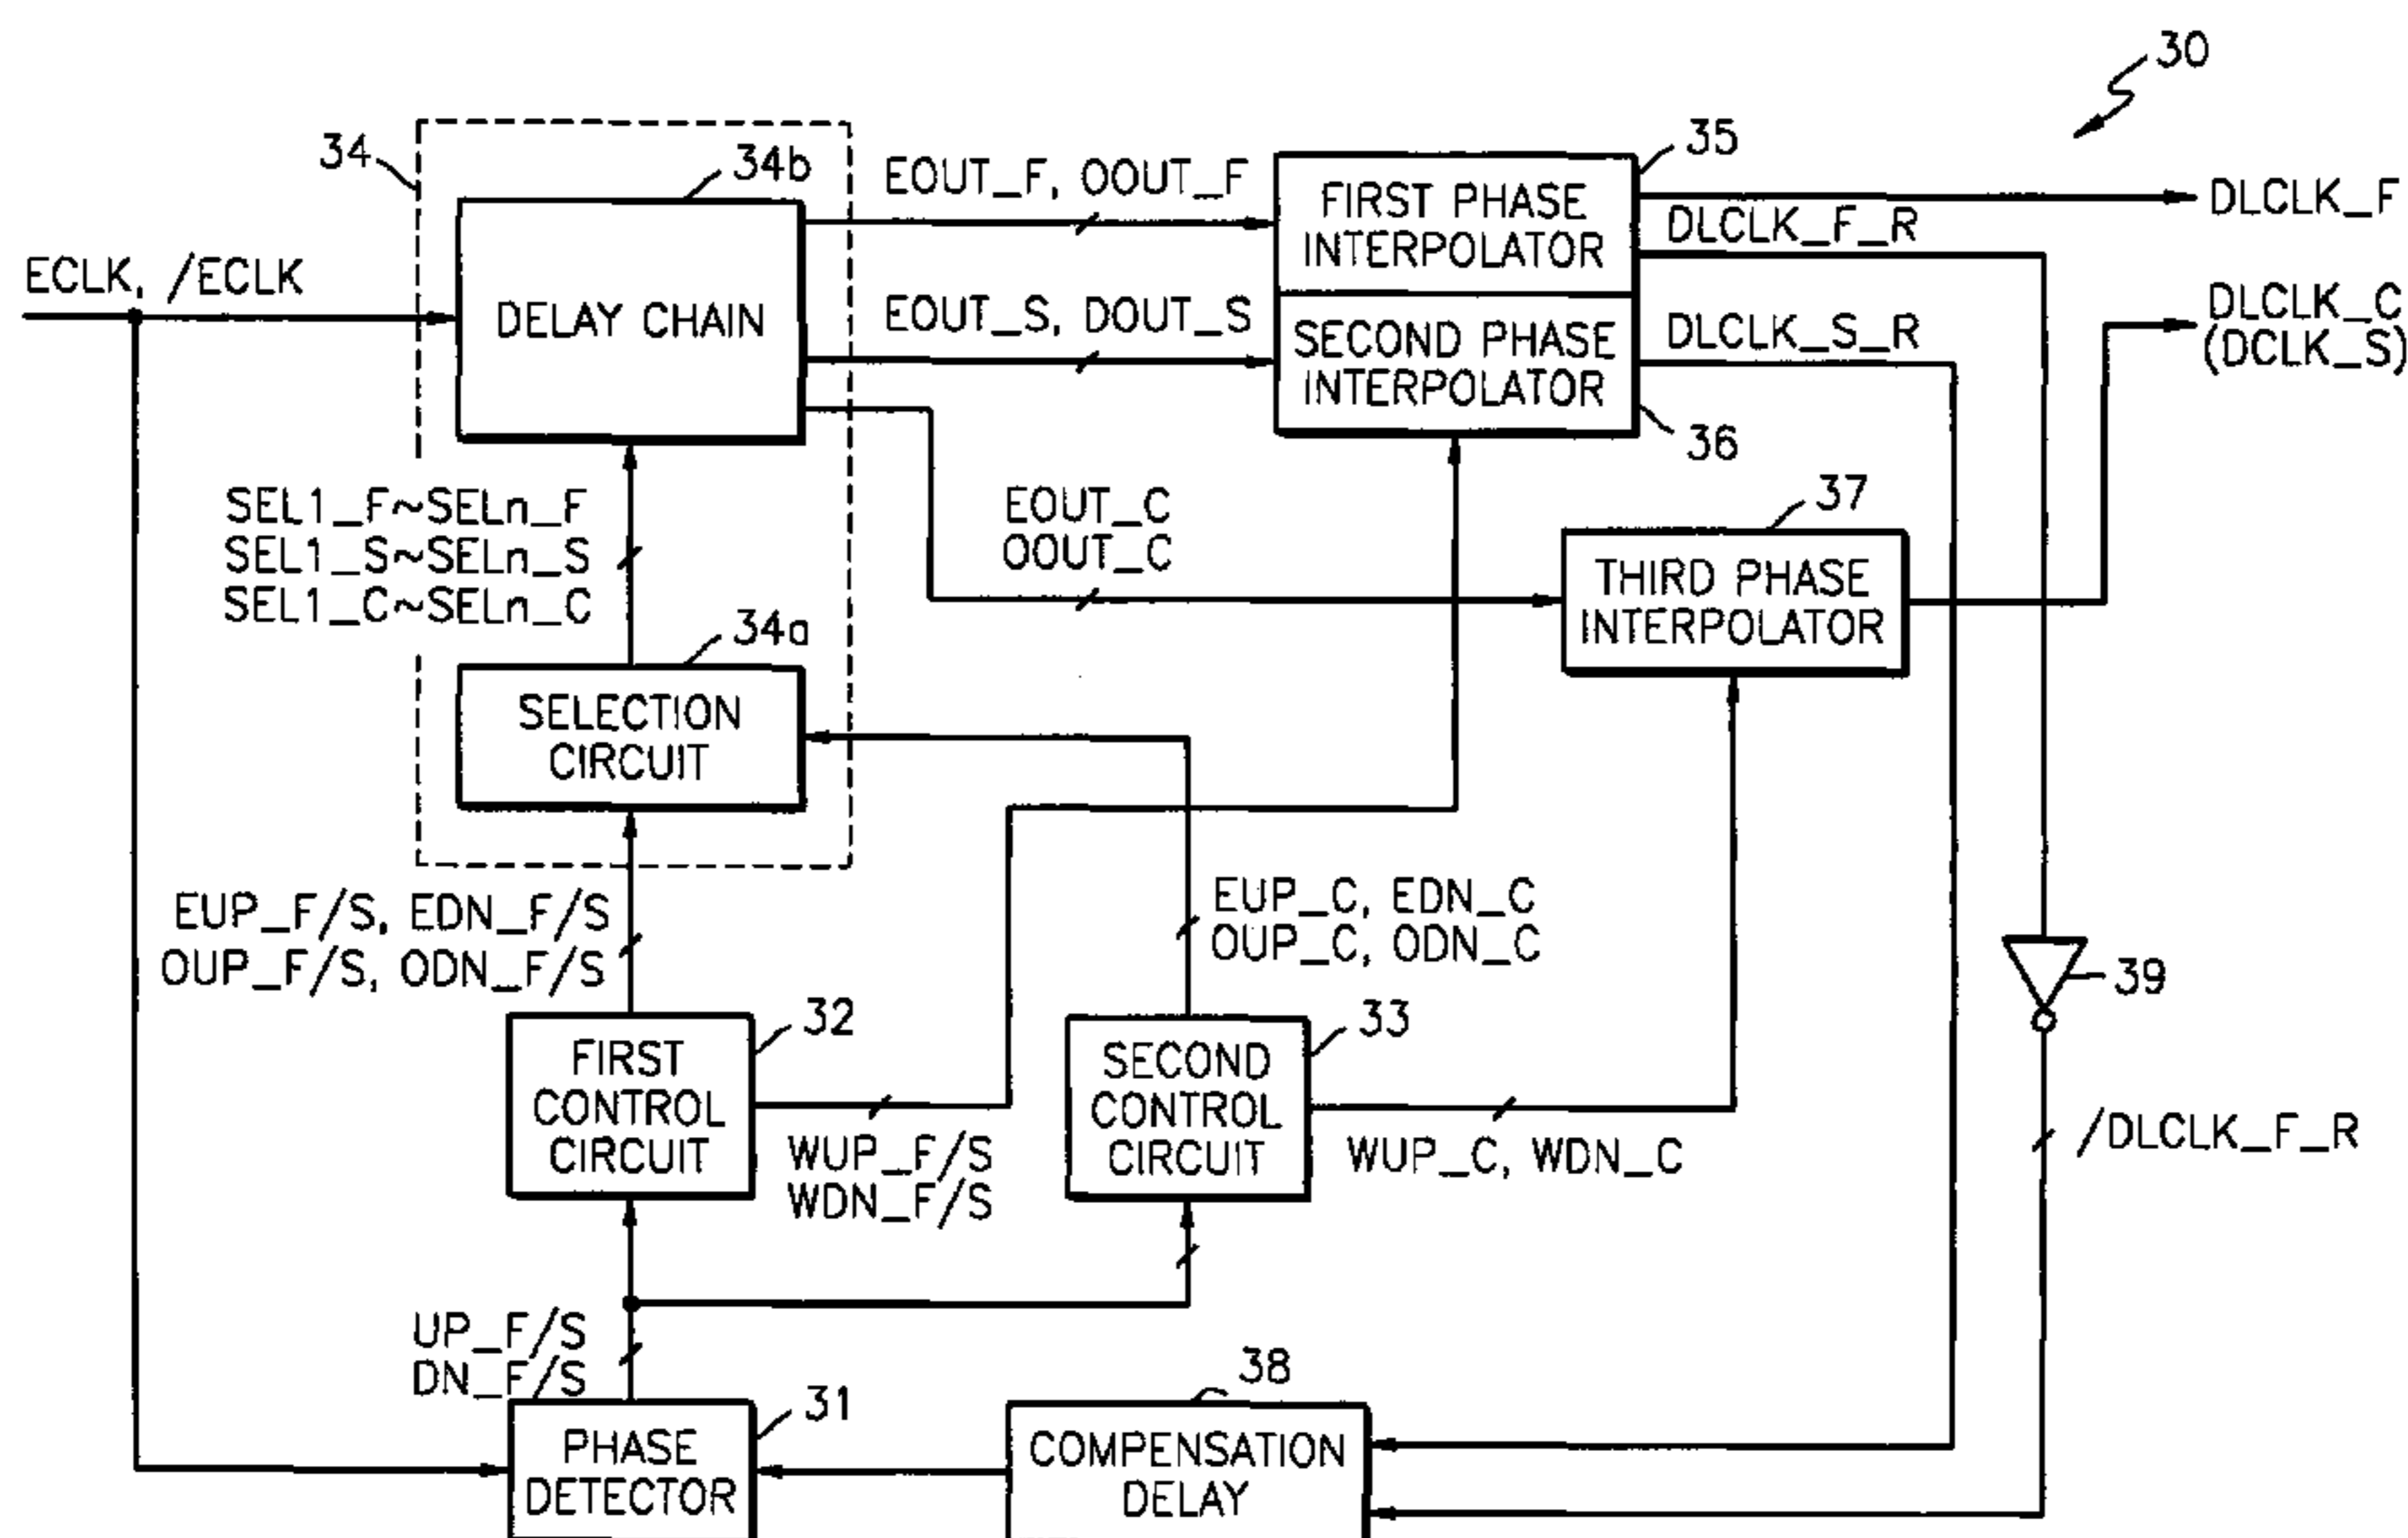 30
34
34b
35
EOUT_F, OOUT_F
FIRST PHASE
INTERPOLATOR
DLCLK_F
DLCLK_F_R
ECLK, /ECLK
DELAY CHAIN
EOUT_S, DOUT_S
SECOND PHASE
INTERPOLATOR
DLCLK_S_R
DLCLK_C
(DCLK_S)
36
SEL1_F~SELn_F
SEL1_S~SELn_S
SEL1_C~SELn_C
EOUT_C
OOUT_C
37
THIRD PHASE
INTERPOLATOR
34a
SELECTION
CIRCUIT
EUP_F/S, EDN_F/S
OUP_F/S, ODN_F/S
EUP_C, EDN_C
OUP_C, ODN_C
39
32
FIRST
CONTROL
CIRCUIT
33
SECOND
CONTROL
CIRCUIT
WUP_F/S
WDN_F/S
WUP_C, WDN_C
/DLCLK_F_R
UP_F/S
DN_F/S
31
PHASE
DETECTOR
38
COMPENSATION
DELAY